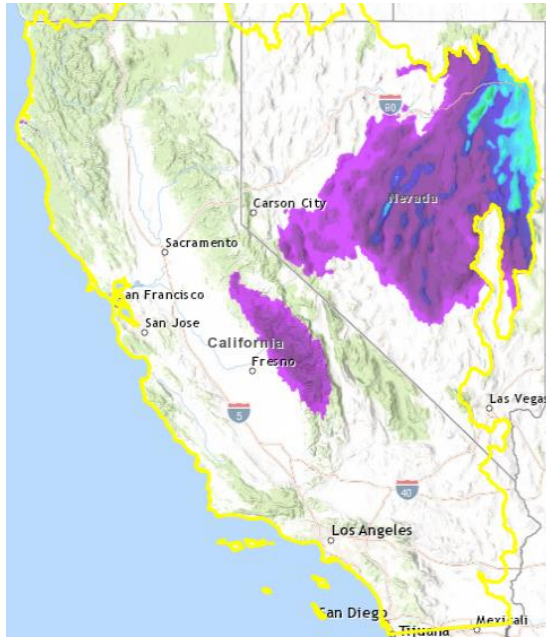 80
Nevada
Carson City
Sacramento
San Francisco
San Jose
California
Fresno
5
Las Vegas
40
Los Angeles
San Diego
Tijuana
Mexicali